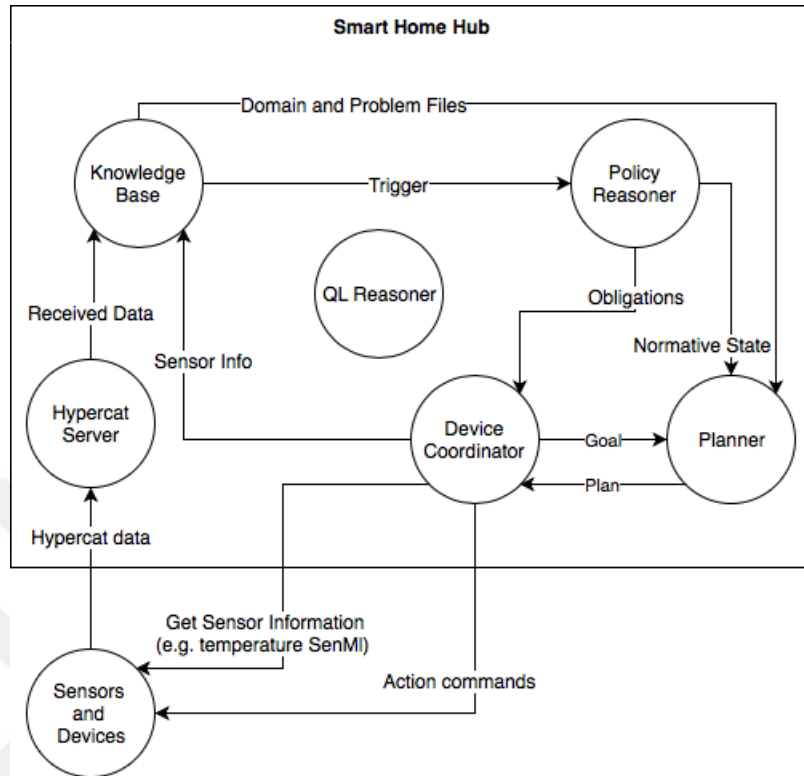 Smart Home Hub
Domain and Problem Files
Knowledge
Base
Trigger
Policy
Reasoner
QL Reasoner
Obligations
Received Data
Normative State
Sensor Info
Hypercat
Server
Device
Coordinator
Goal
Planner
Plan
Hypercat data
Get Sensor Information
(e.g. temperature SenMl)
Action commands
Sensors
and
Devices